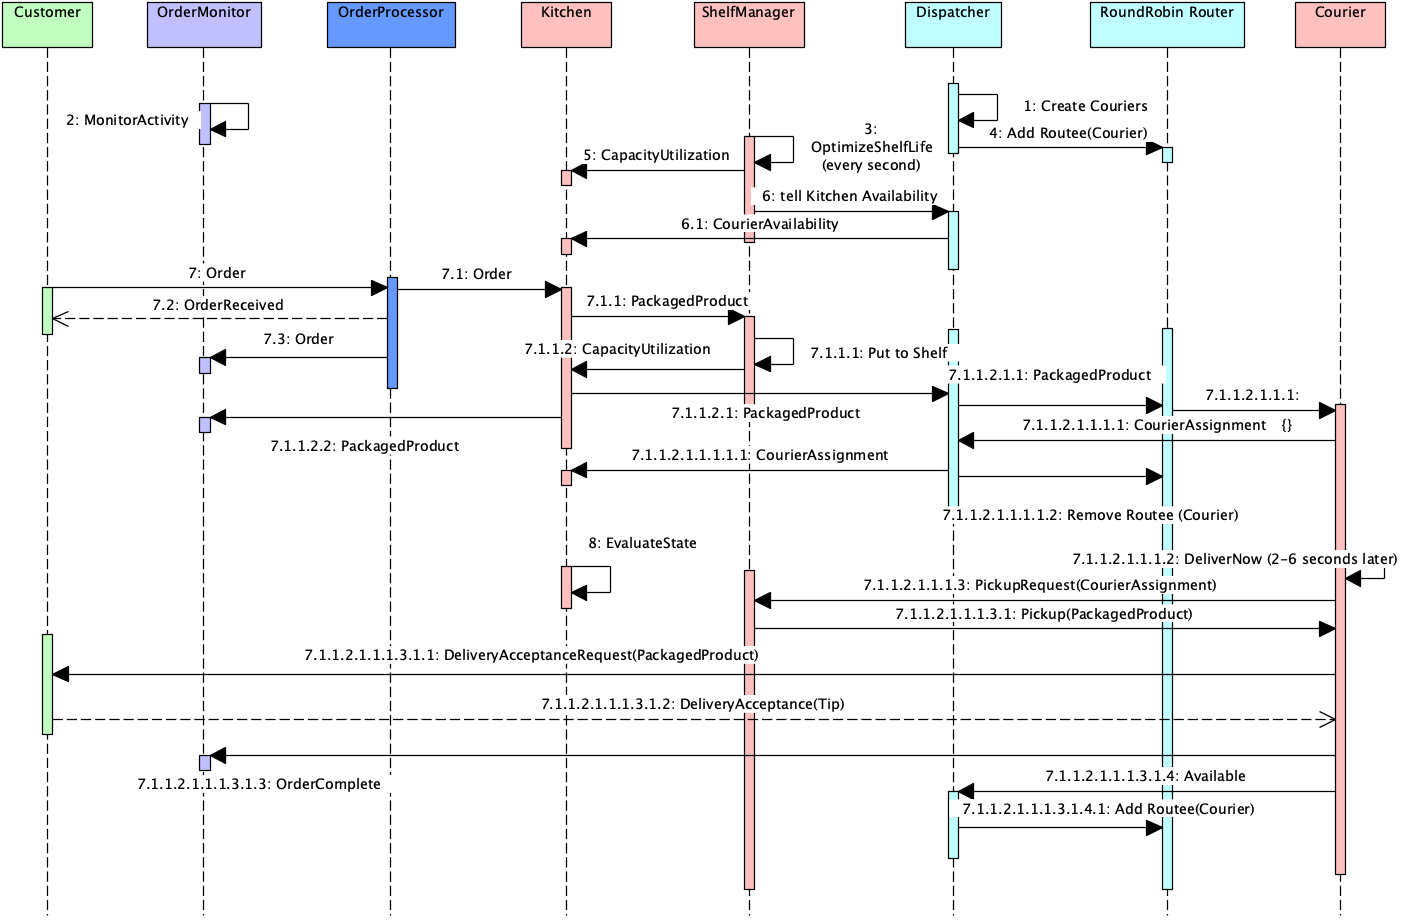 Customer
OrderMonitor
OrderProcessor
Kitchen
ShelfManager
Dispatcher
RoundRobin Router
Courier
1: Create Couriers
2: MonitorActivity
3:
OptimizeShelfLife
(every second)
4: Add Routee(Courier)
5: CapacityUtilization
6: tell Kitchen Availability
6.1: CourierAvailability
7: Order
7.1: Order
7.1.1: PackagedProduct
7.2: OrderReceived
7.3: Order
7.1.1.2: CapacityUtilization
7.1.1.1: Put to Shelf
7.1.1.2.1.1: PackagedProduct
7.1.1.2.1.1.1:
7.1.1.2.1: PackagedProduct
7.1.1.2.1.1.1.1: CourierAssignment {}
7.1.1.2.2: PackagedProduct
7.1.1.2.1.1.1.1.1: CourierAssignment
7.1.1.2.1.1.1.1.2: Remove Routee (Courier)
8: EvaluateState
7.1.1.2.1.1.1.2: DeliverNow (2-6 seconds later)
7.1.1.2.1.1.1.3: PickupRequest(CourierAssignment)
7.1.1.2.1.1.1.3.1: Pickup(PackagedProduct)
7.1.1.2.1.1.1.3.1.1: DeliveryAcceptanceRequest(PackagedProduct)
7.1.1.2.1.1.1.3.1.2: DeliveryAcceptance(Tip)
7.1.1.2.1.1.1.3.1.3: OrderComplete
7.1.1.2.1.1.1.3.1.4: Available
7.1.1.2.1.1.1.3.1.4.1: Add Routee(Courier)